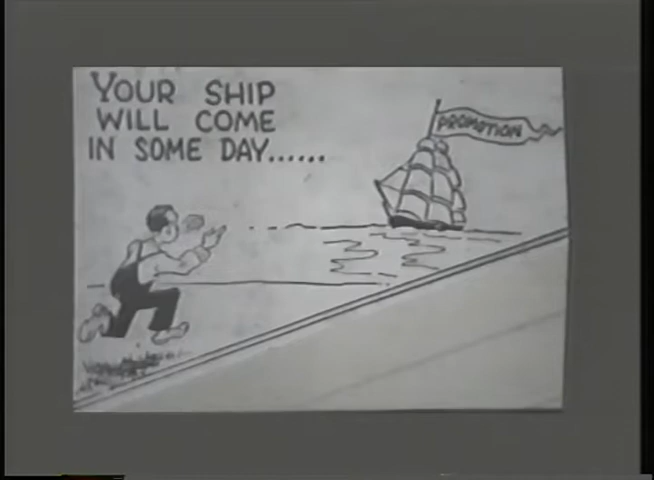 YOUR SHIP
WILL COME
IN SOME DAY......
PROMOTION